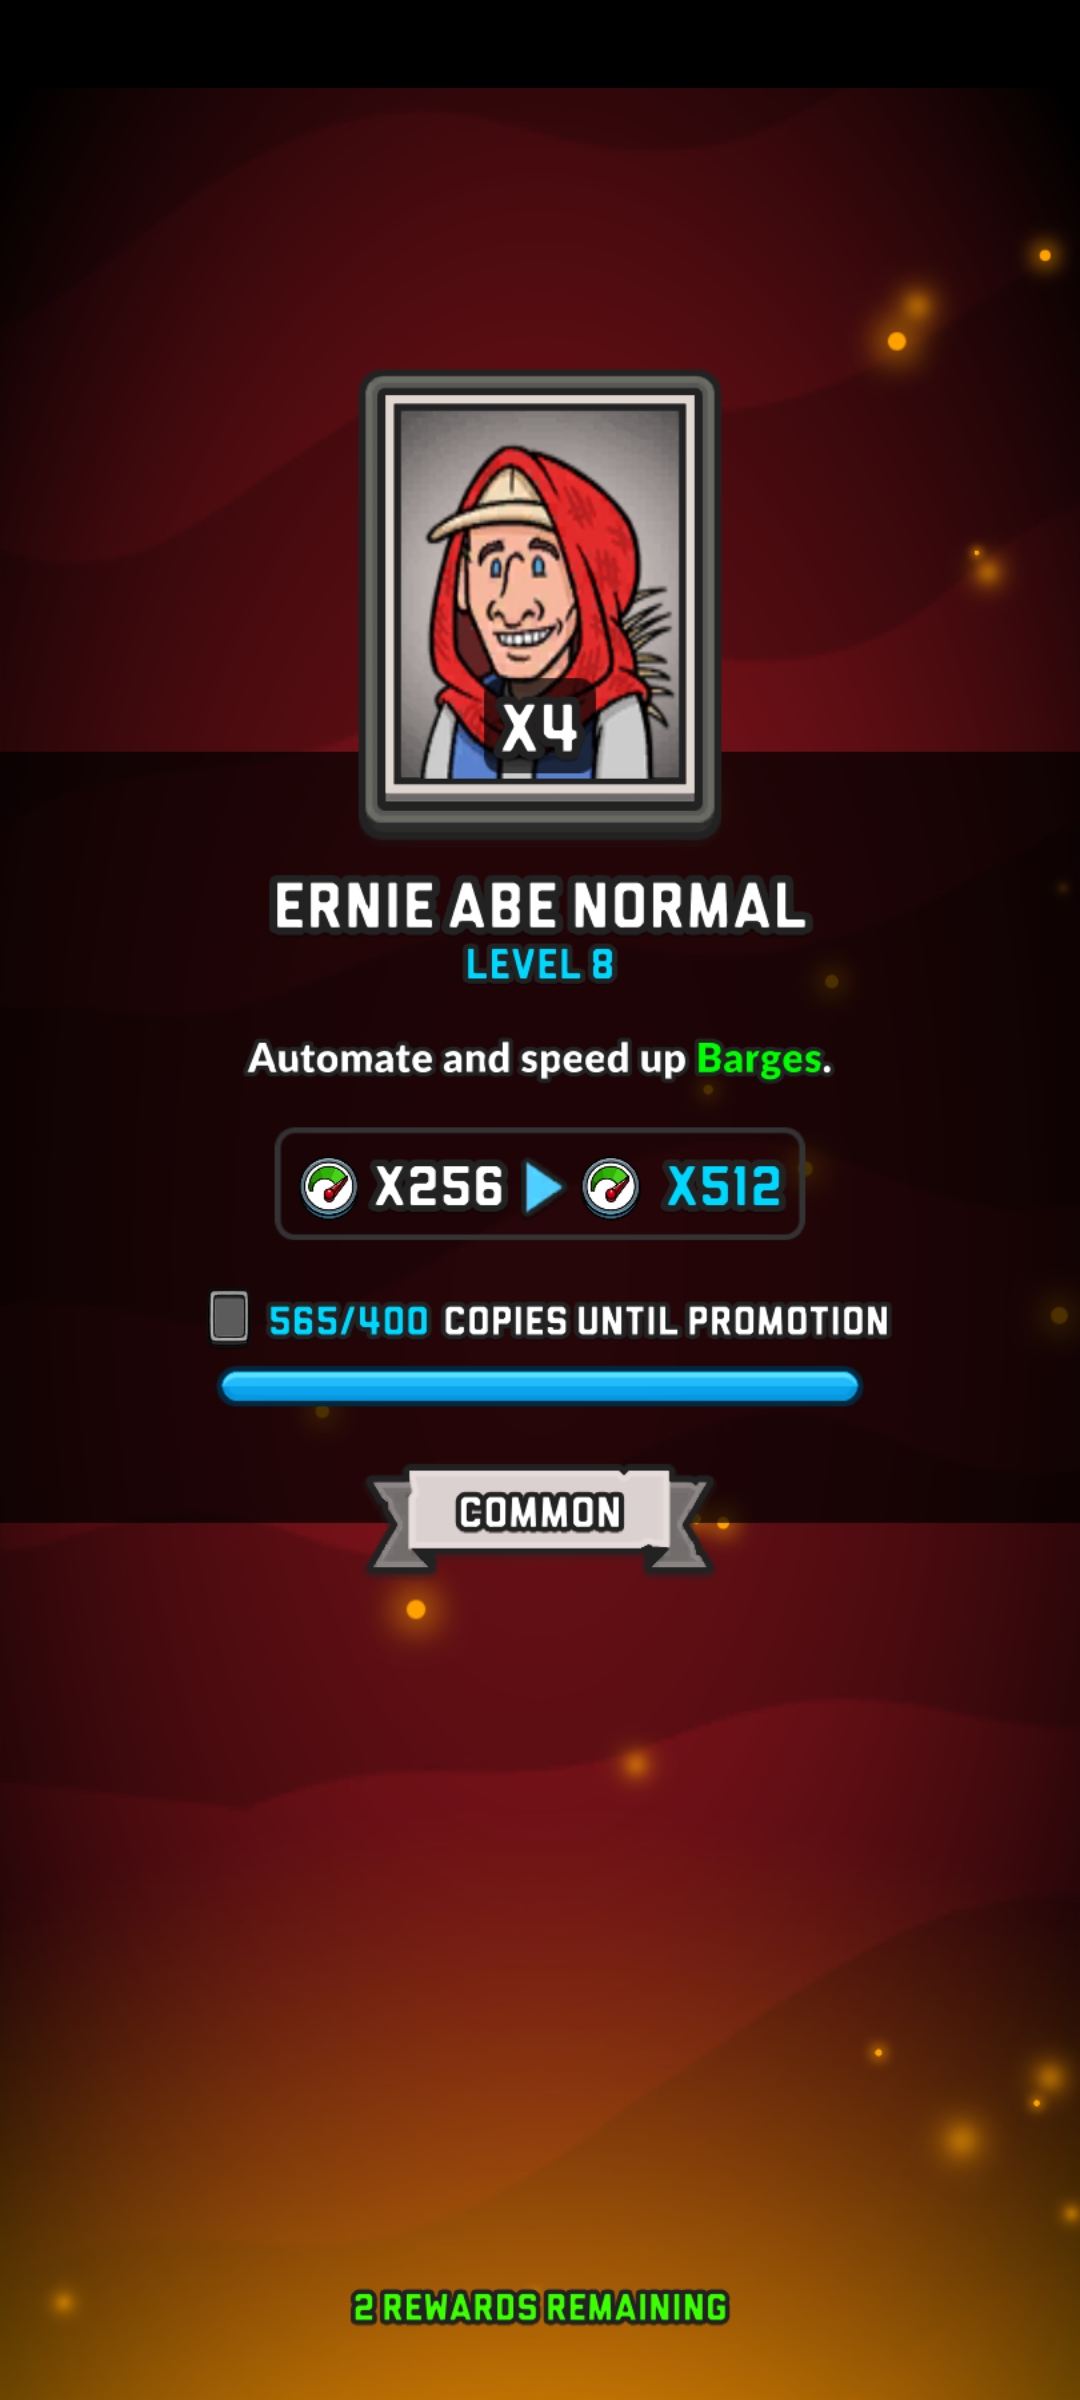 X4
ERNIE ABE NORMAL
LEVEL 8
Automate and speed up Barges.
X256 X512
565/400 COPIES UNTIL PROMOTION
COMMON
2 REWARDS REMAINING